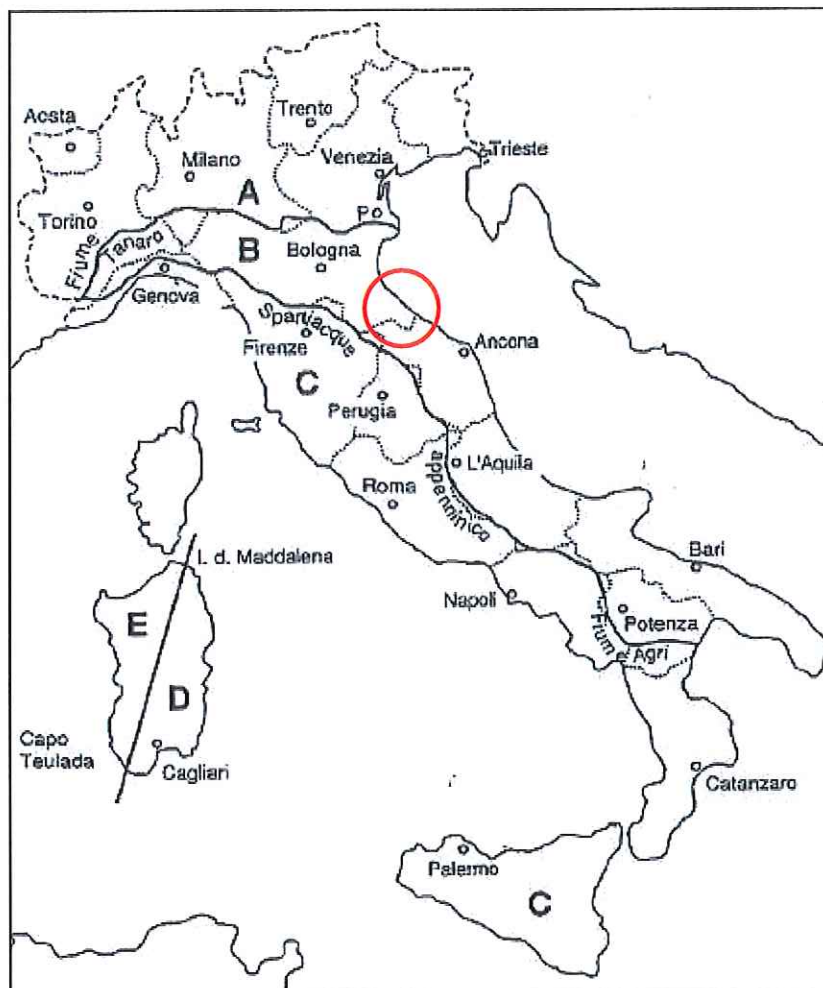 Aosta
Trento
Milano
Venezia
Trieste
A
Torino
Po
Fiume Tanaro
B
Bologna
Genova
Spartiacque
Firenze
Ancona
C
Perugia
L'Aquila
Roma
appenninico
I. d. Maddalena
Bari
Napoli
E
Potenza
Fiume Agri
D
Capo
Teulada
Cagliari
Catanzaro
Palermo
C